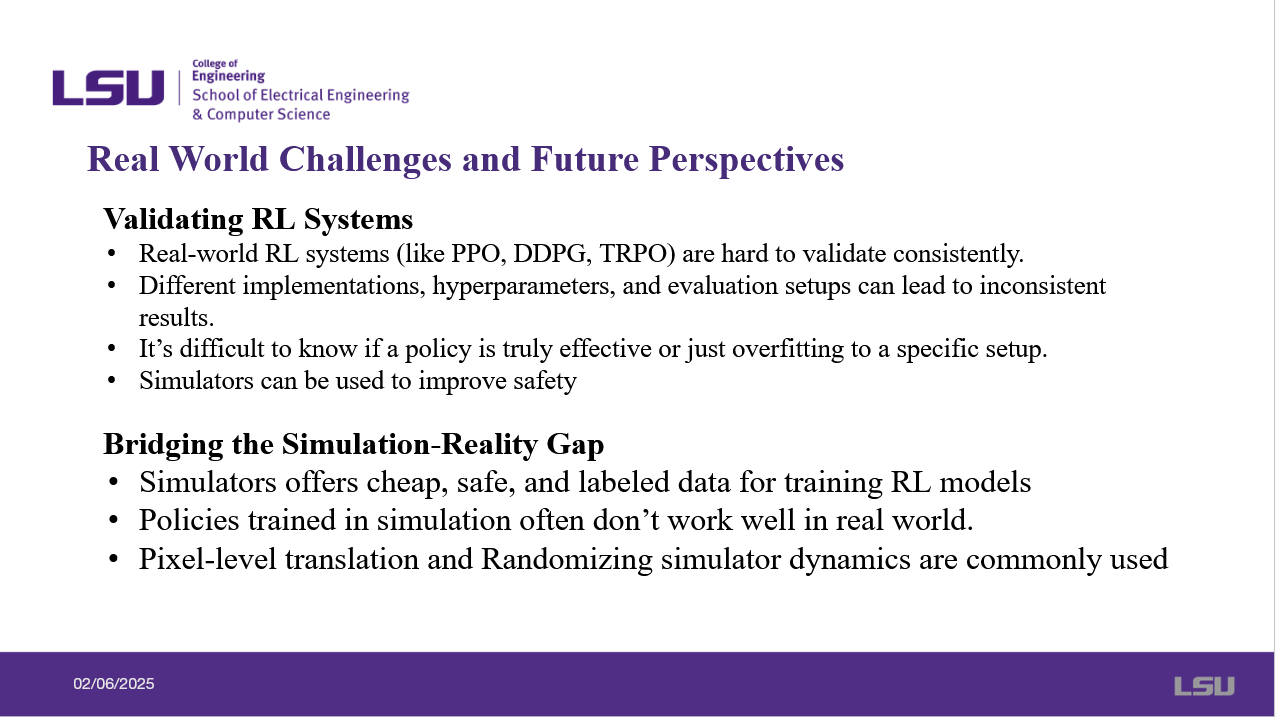 LSU
College of
Engineering
School of Electrical Engineering
& Computer Science
Real World Challenges and Future Perspectives
Validating RL Systems
• Real-world RL systems (like PPO, DDPG, TRPO) are hard to validate consistently.
• Different implementations, hyperparameters, and evaluation setups can lead to inconsistent
results.
• It’s difficult to know if a policy is truly effective or just overfitting to a specific setup.
• Simulators can be used to improve safety
Bridging the Simulation-Reality Gap
• Simulators offers cheap, safe, and labeled data for training RL models
• Policies trained in simulation often don’t work well in real world.
• Pixel-level translation and Randomizing simulator dynamics are commonly used
02/06/2025
LSU